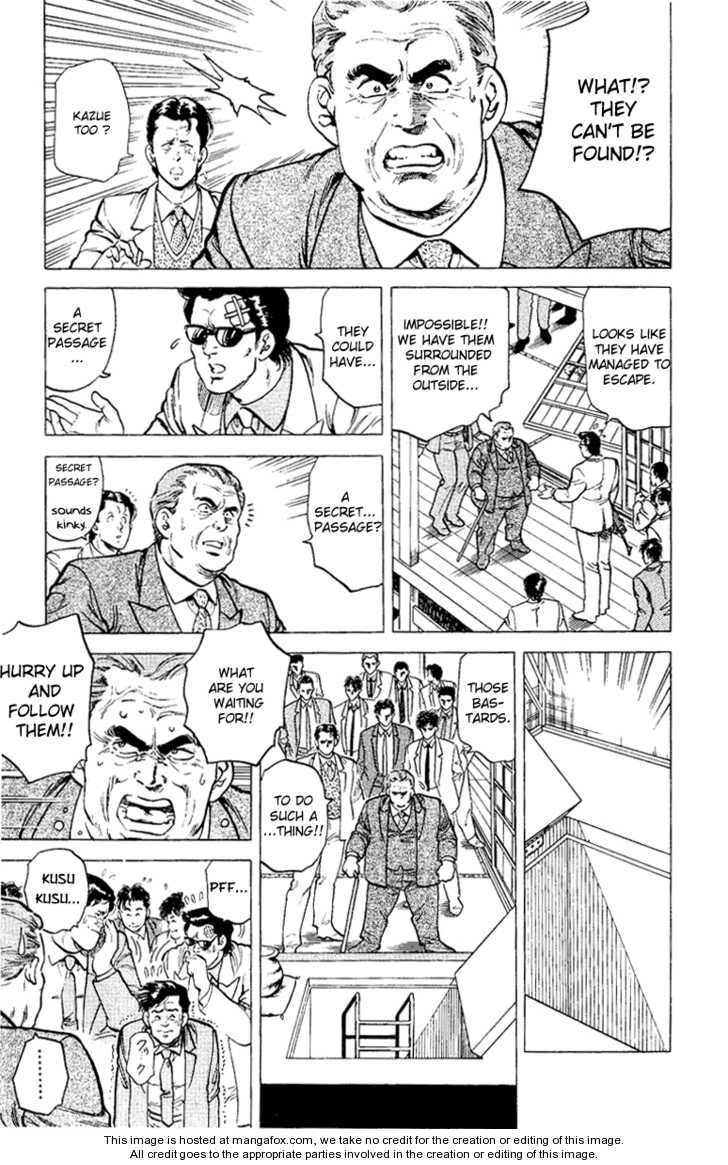 WHAT!?
THEY
CAN'T BE
FOUND!?
KAZUE
TOO ?
LOOKS LIKE
THEY HAVE
MANAGED TO
ESCAPE.
IMPOSSIBLE!!
WE HAVE THEM
SURROUNDED
FROM THE
OUTSIDE...
THEY
COULD
HAVE...
A
SECRET
PASSAGE
...
A
SECRET...
PASSAGE?
SECRET
PASSAGE?
sounds
kinky.
THOSE
BAS-
TARDS.
TO DO
SUCH A
...THING!!
WHAT
ARE YOU
WAITING
FOR!!
HURRY UP
AND
FOLLOW
THEM!!
PFF...
KUSU
KUSU...
........
This image is hosted at mangafox.com, we take no credit for the creation or editing of this image.
All credit goes to the appropriate parties involved in the creation or editing of this image.